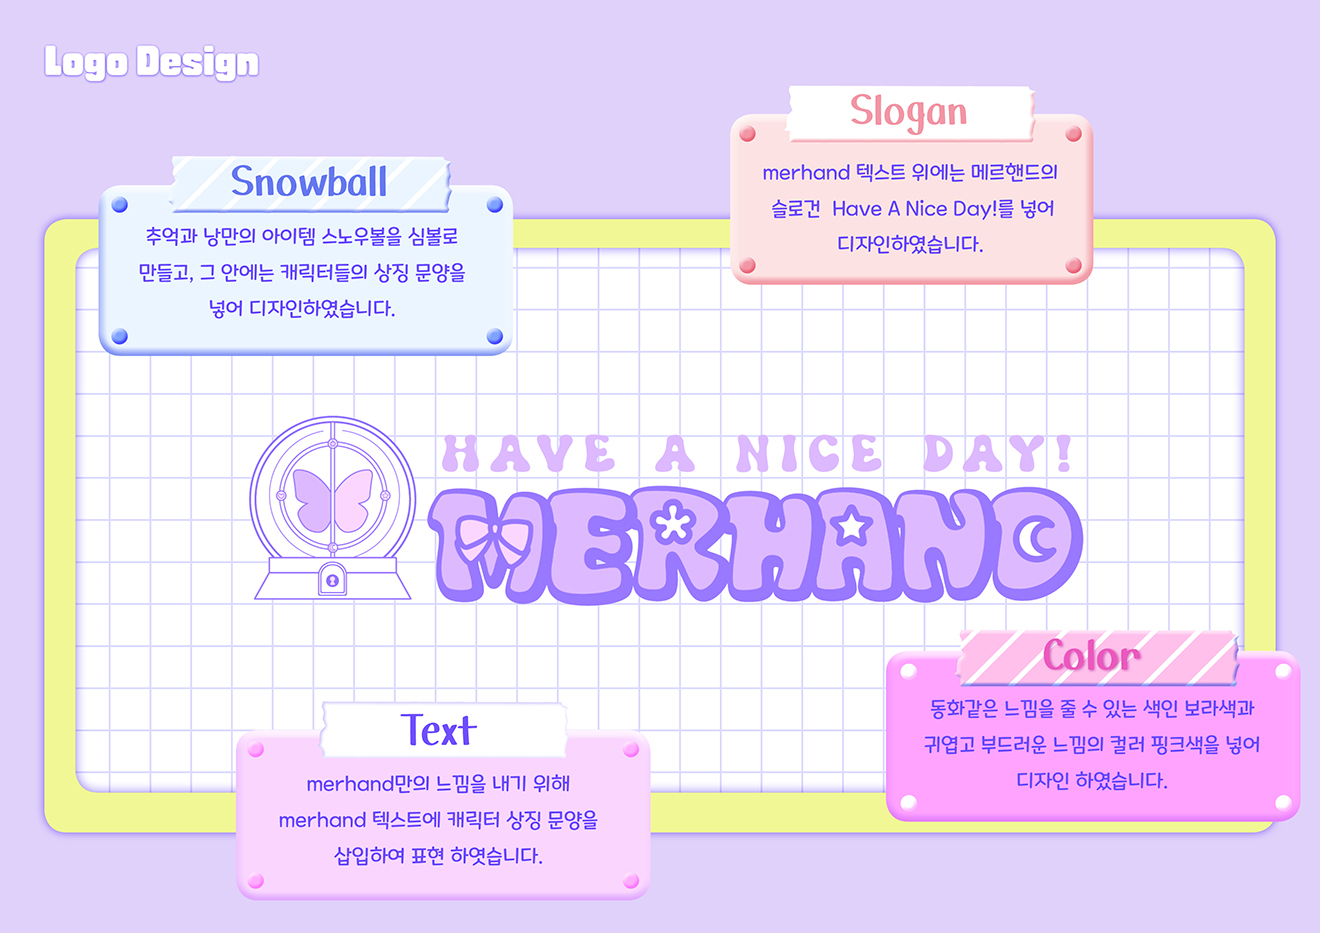 Logo Design
Slogan
merhand 텍스트 위에는 메르핸드의
슬로건 Have A Nice Day!를 넣어
디자인하였습니다.
Snowball
추억과 낭만의 아이템 스노우볼을 심볼로
만들고, 그 안에는 캐릭터들의 상징 문양을
넣어 디자인하였습니다.
HAVE A NICE DAY!
MERHAND
Color
동화같은 느낌을 줄 수 있는 색인 보라색과
귀엽고 부드러운 느낌의 컬러 핑크색을 넣어
디자인 하였습니다.
Text
merhand만의 느낌을 내기 위해
merhand 텍스트에 캐릭터 상징 문양을
삽입하여 표현 하엿습니다.